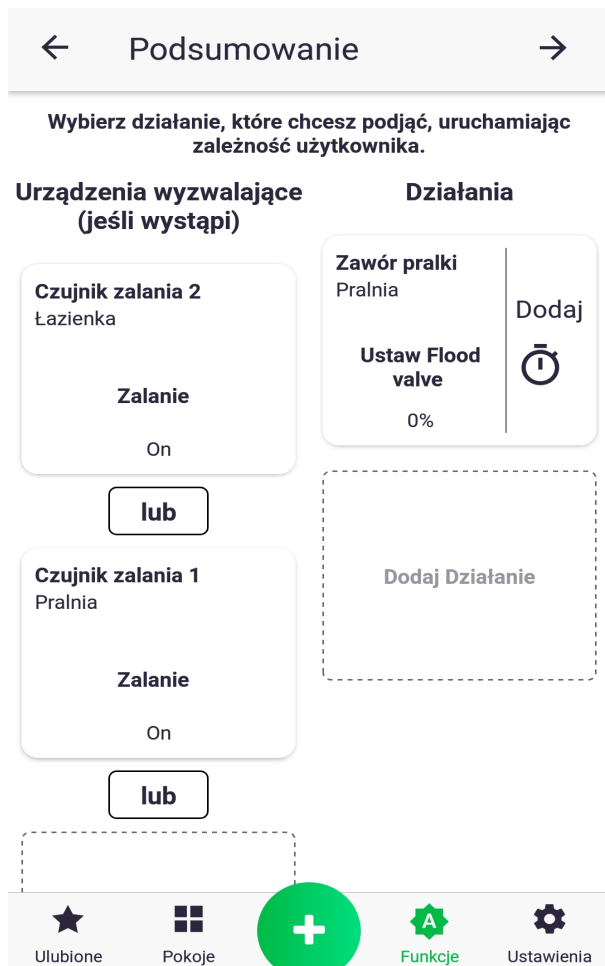 Podsumowanie
Wybierz działanie, które chcesz podjąć, uruchamiając
zależność użytkownika.
Urządzenia wyzwalające
(jeśli wystąpi)
Czujnik zalania 2
Łazienka
Zalanie
On
lub
Czujnik zalania 1
Pralnia
Zalanie
On
lub
Działania
Zawór pralki
Pralnia
Ustaw Flood
valve
0%
Dodaj
Dodaj Działanie
Ulubione
Pokoje
A
Funkcje
Ustawienia